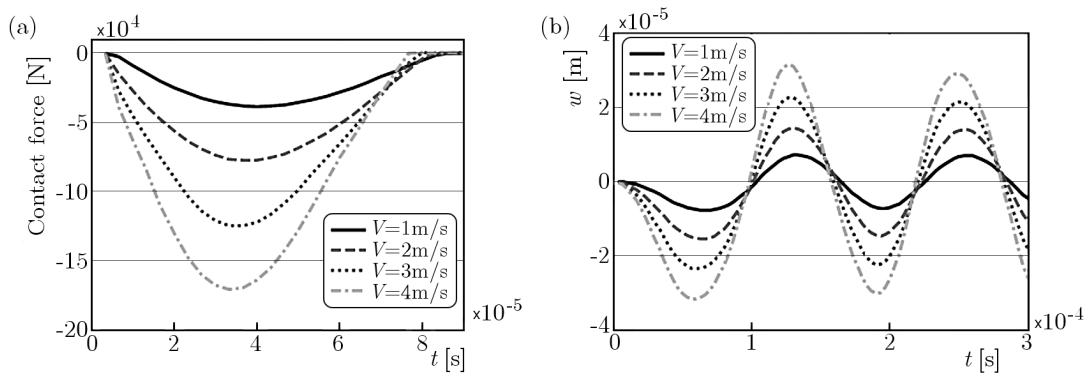 (a)
×10⁴
0
-5
-10
-15
-20
Contact force [N]
V=1m/s
V=2m/s
V=3m/s
V=4m/s
0 2 4 6 8
×10⁻⁵
t [s]
(b)
×10⁻⁵
4
2
0
-2
-4
w [m]
V=1m/s
V=2m/s
V=3m/s
V=4m/s
0 1 2 3
×10⁻⁴
t [s]